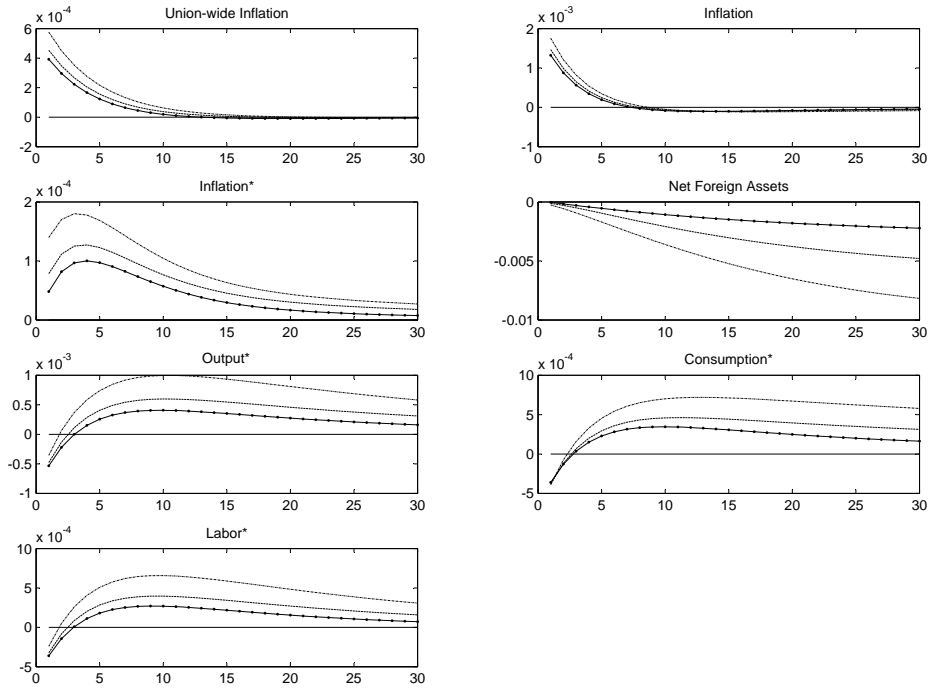 Union-wide Inflation
x 10^-4
6
4
2
0
-2
0 5 10 15 20 25 30
Inflation
x 10^-3
2
1
0
-1
0 5 10 15 20 25 30
Inflation*
x 10^-4
2
1
0
0 5 10 15 20 25 30
Net Foreign Assets
0
-0.005
-0.01
0 5 10 15 20 25 30
Output*
x 10^-3
1
0.5
0
-0.5
-1
0 5 10 15 20 25 30
Consumption*
x 10^-4
10
5
0
-5
0 5 10 15 20 25 30
Labor*
x 10^-4
10
5
0
-5
0 5 10 15 20 25 30